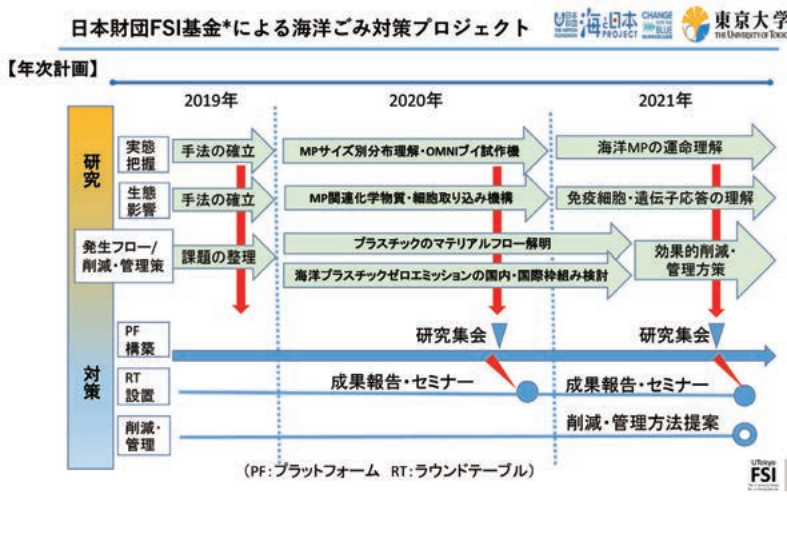 日本財団FSI基金*による海洋ごみ対策プロジェクト
海と日本
PROJECT
CHANGE
BLUE
東京大学
THE UNIVERSITY OF TOKYO
【年次計画】
2019年
2020年
2021年
研究
実態
把握
手法の確立
MPサイズ別分布理解・OMNIブイ試作機
海洋MPの運命理解
生態
影響
手法の確立
MP関連化学物質・細胞取り込み機構
免疫細胞・遺伝子応答の理解
発生フロー/
削減・管理策
課題の整理
プラスチックのマテリアルフロー解明
海洋プラスチックゼロエミッションの国内・国際枠組み検討
効果的削減・
管理方策
対策
PF
構築
研究集会
研究集会
RT
設置
成果報告・セミナー
成果報告・セミナー
削減・
管理
削減・管理方法提案
(PF:プラットフォーム RT:ラウンドテーブル)
UTokyo
FSI